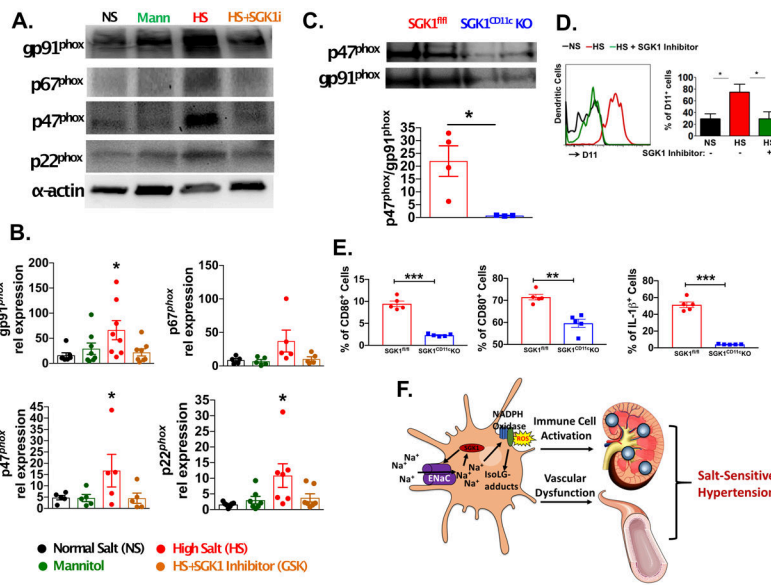 A.
NS Mann HS HS+SGK1i
gp91phox
p67phox
p47phox
p22phox
α-actin
B.
gp91phox
rel expression
200
150
100
50
0
*
p67phox
rel expression
150
100
50
0
p47phox
rel expression
45
40
35
30
25
20
15
10
5
0
*
p22phox
rel expression
40
30
20
10
0
*
Normal Salt (NS)
High Salt (HS)
Mannitol
HS+SGK1 Inhibitor (GSK)
C.
SGK1fl/fl SGK1CD11c KO
p47phox
gp91phox
p47phox/gp91phox
35
30
25
20
15
10
5
0
*
D.
NS HS HS + SGK1 Inhibitor
Dendritic Cells
→ D11
% of D11+ cells
100
80
60
40
20
0
* *
NS HS HS
SGK1 Inhibitor: - - +
E.
% of CD86+ Cells
15
10
5
0
***
SGK1fl/fl SGK1CD11cKO
% of CD80+ Cells
80
70
60
50
**
SGK1fl/fl SGK1CD11cKO
% of IL-1β+ Cells
60
40
20
0
***
SGK1fl/fl SGK1CD11cKO
F.
NADPH
Oxidase
ROS
Immune Cell
Activation
Na+
Na+
Na+
ENaC
Na+
Na+
Na+
Na+
IsoLG-
adducts
Vascular
Dysfunction
Salt-Sensitive
Hypertension